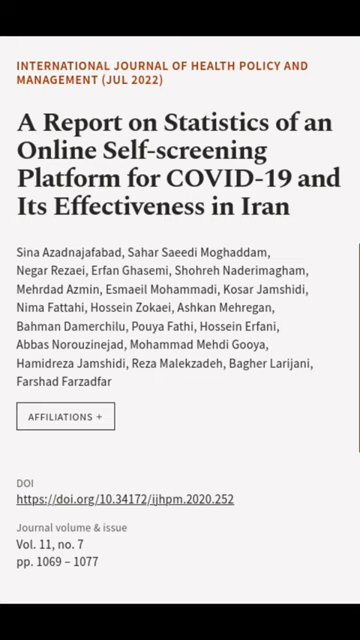 INTERNATIONAL JOURNAL OF HEALTH POLICY AND
MANAGEMENT (JUL 2022)
A Report on Statistics of an
Online Self-screening
Platform for COVID-19 and
Its Effectiveness in Iran
Sina Azadnajafabad, Sahar Saeedi Moghaddam,
Negar Rezaei, Erfan Ghasemi, Shohreh Naderimagham,
Mehrdad Azmin, Esmaeil Mohammadi, Kosar Jamshidi,
Nima Fattahi, Hossein Zokaei, Ashkan Mehregan,
Bahman Damerchilu, Pouya Fathi, Hossein Erfani,
Abbas Norouzinejad, Mohammad Mehdi Gooya,
Hamidreza Jamshidi, Reza Malekzadeh, Bagher Larijani,
Farshad Farzadfar
AFFILIATIONS +
DOI
https://doi.org/10.34172/ijhpm.2020.252
Journal volume & issue
Vol. 11, no. 7
pp. 1069 – 1077